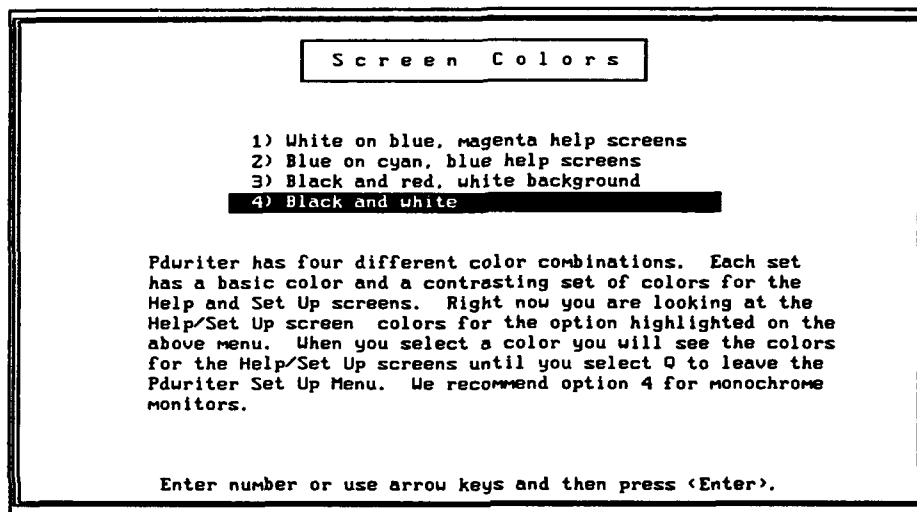 Screen Colors
1) White on blue, magenta help screens
2) Blue on cyan, blue help screens
3) Black and red, white background
4) Black and white
Pdwriter has four different color combinations.  Each set
has a basic color and a contrasting set of colors for the
Help and Set Up screens.  Right now you are looking at the
Help/Set Up screen  colors for the option highlighted on the
above menu.  When you select a color you will see the colors
for the Help/Set Up screens until you select Q to leave the
Pdwriter Set Up Menu.  We recommend option 4 for monochrome
monitors.
Enter number or use arrow keys and then press <Enter>.